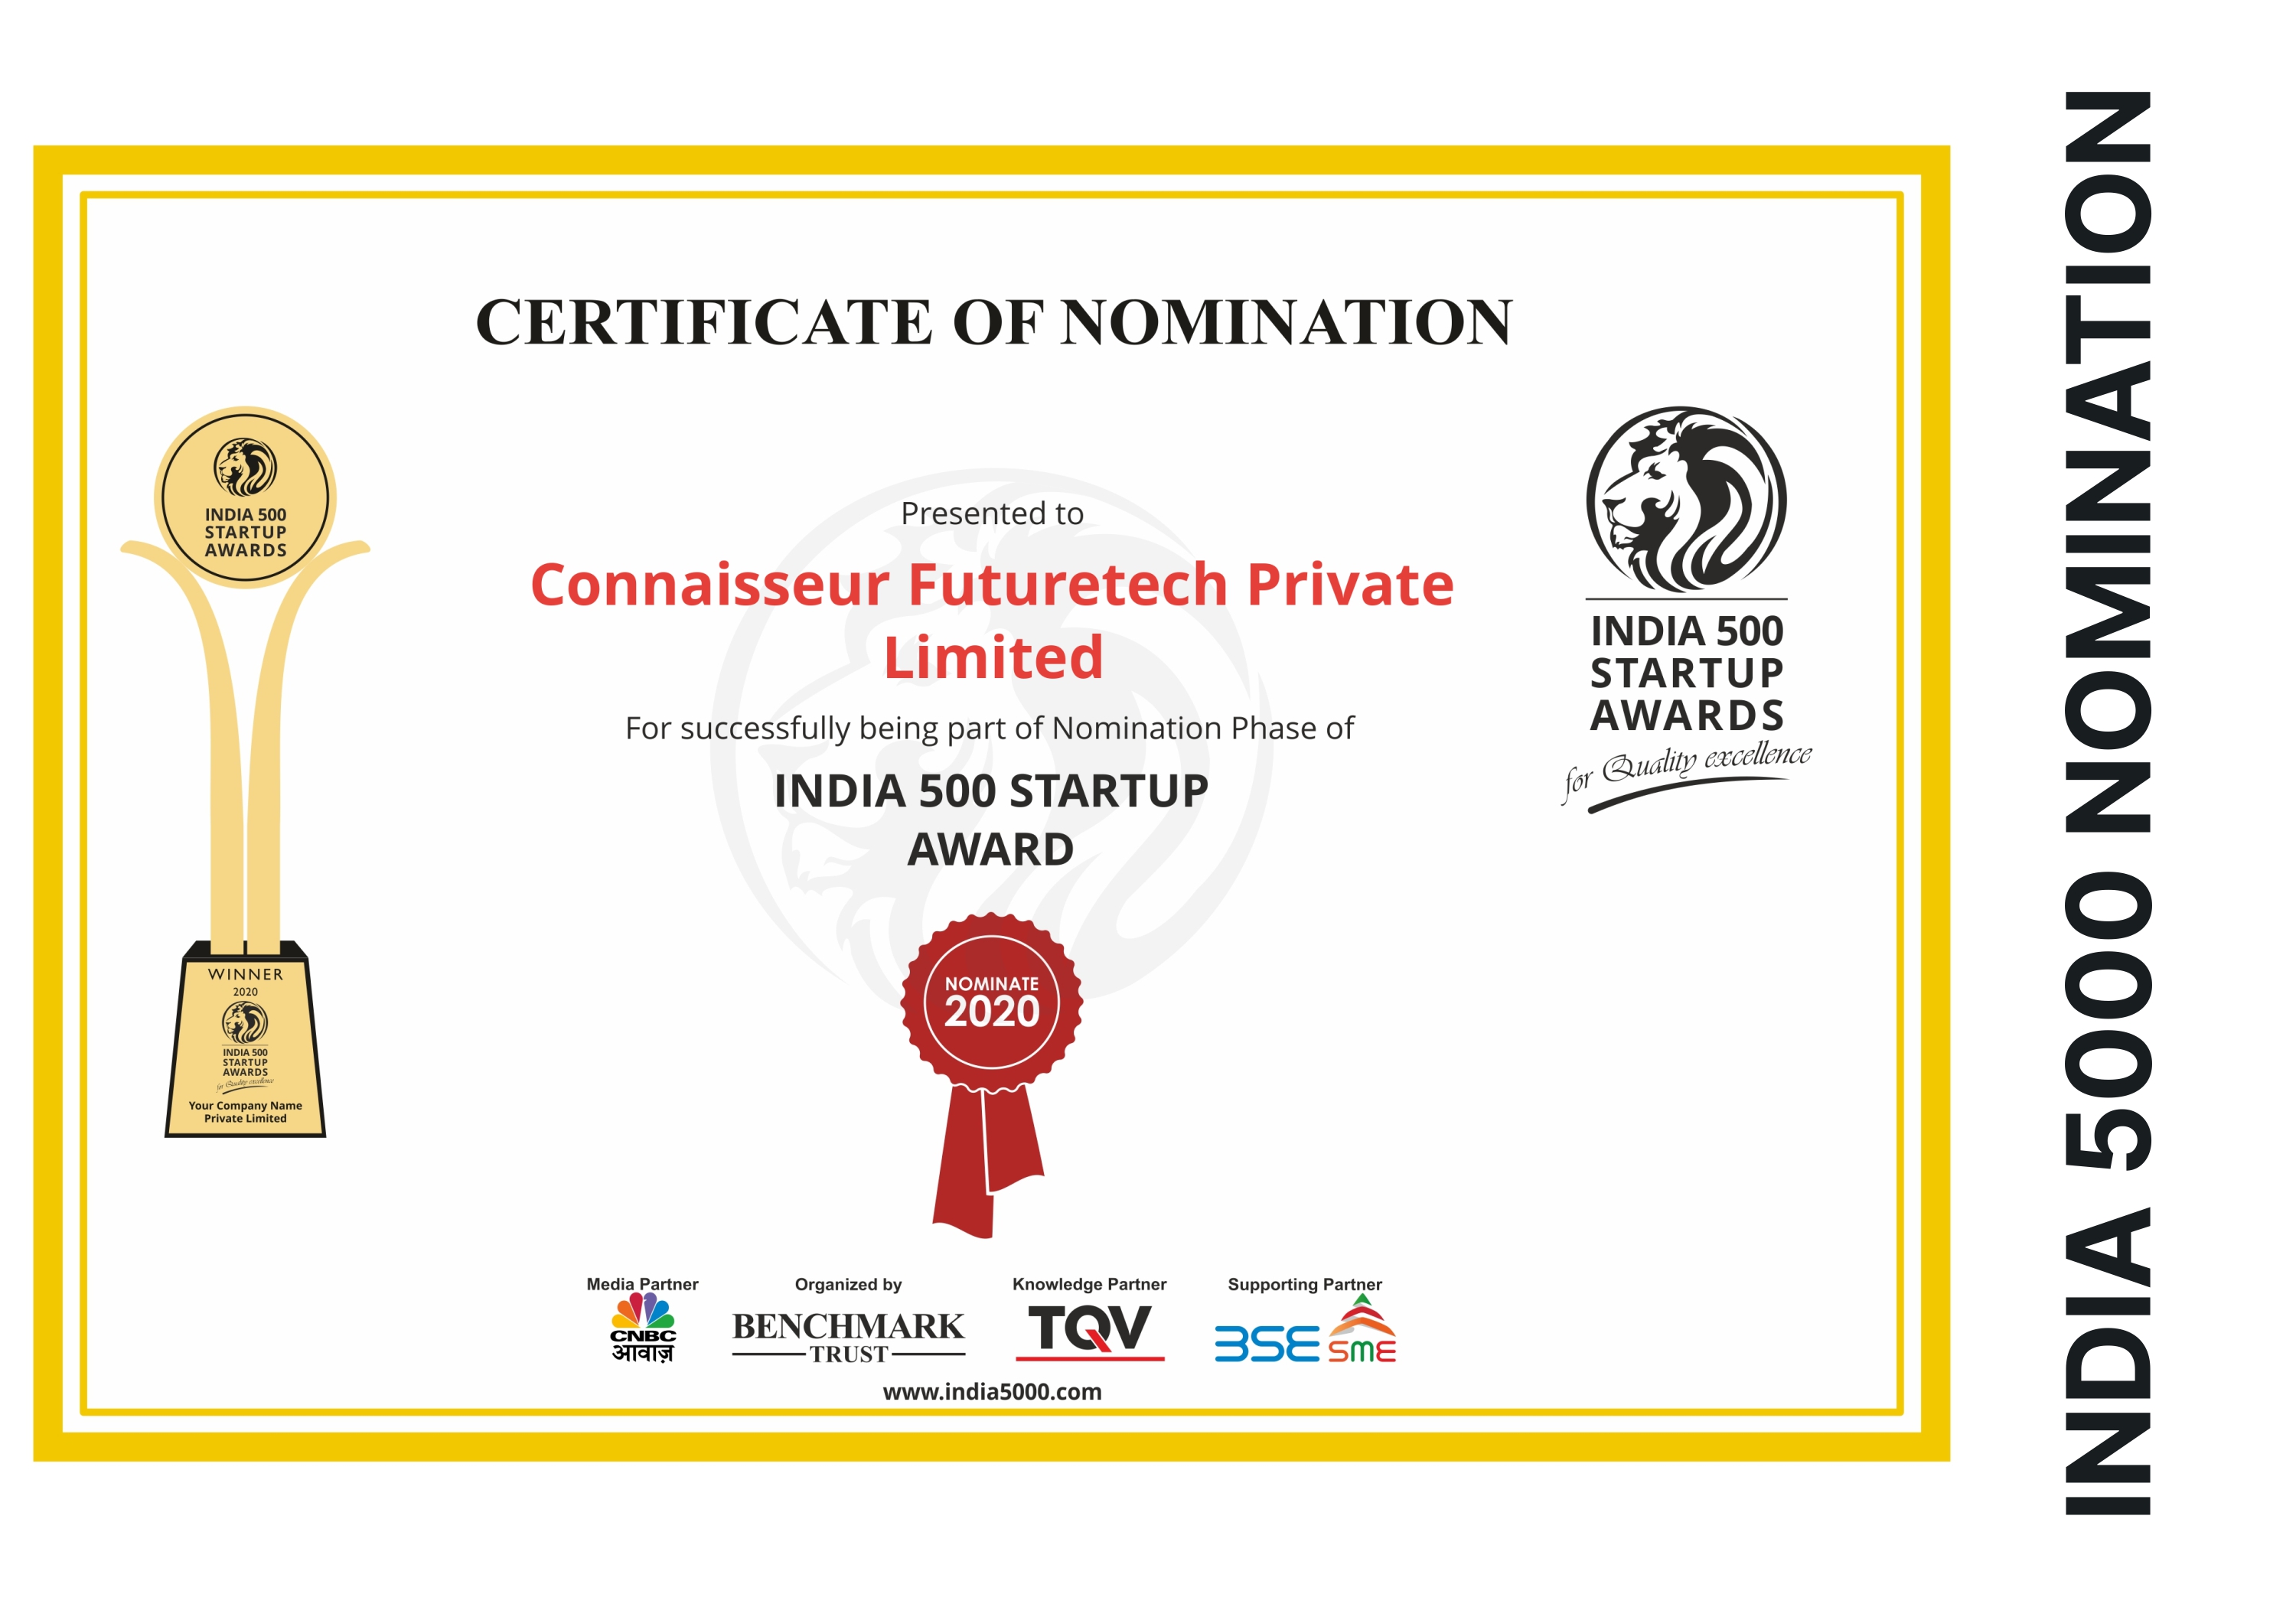 CERTIFICATE OF NOMINATION
INDIA 500
STARTUP
AWARDS
WINNER
2020
INDIA 500
STARTUP
AWARDS
for Quality excellence
Your Company Name
Private Limited
Presented to
Connaisseur Futuretech Private
Limited
For successfully being part of Nomination Phase of
INDIA 500 STARTUP
AWARD
NOMINATE
2020
INDIA 500
STARTUP
AWARDS
for Quality excellence
Media Partner
CNBC
आवाज़
Organized by
BENCHMARK
TRUST
Knowledge Partner
TQV
Supporting Partner
BSE SME
www.india5000.com
INDIA 5000 NOMINATION